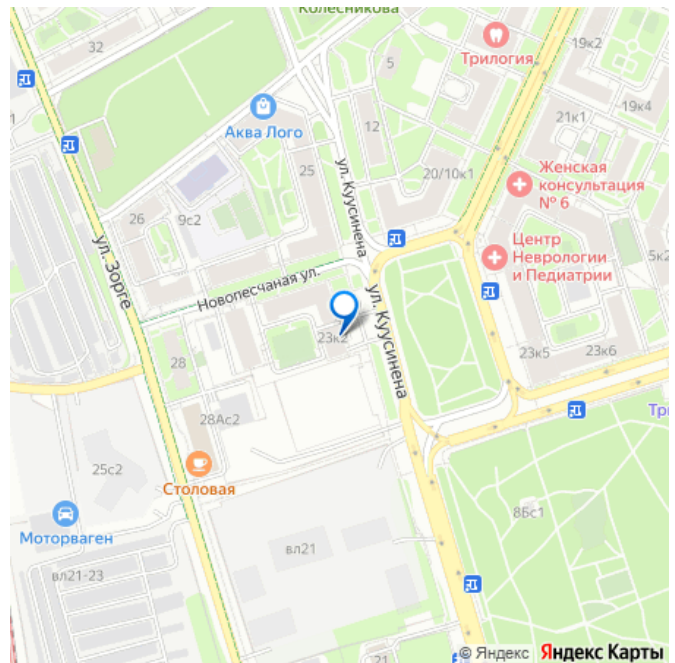 Колесникова
32
Трилогия
19к2
5
Аква Лого
19к4
21к1
12
25
ул. Куусинена
20/10к1
Женская
консультация
№ 6
26
9с2
ул. Зорге
Центр
Неврологии
и Педиатрии
5к2
Новопесчаная ул.
ул. Куусинена
23к2
28
23к5
23к6
28Ас2
Столовая
25с2
Моторваген
8Бс1
вл21
вл21-23
21
© Яндекс
Яндекс Карты